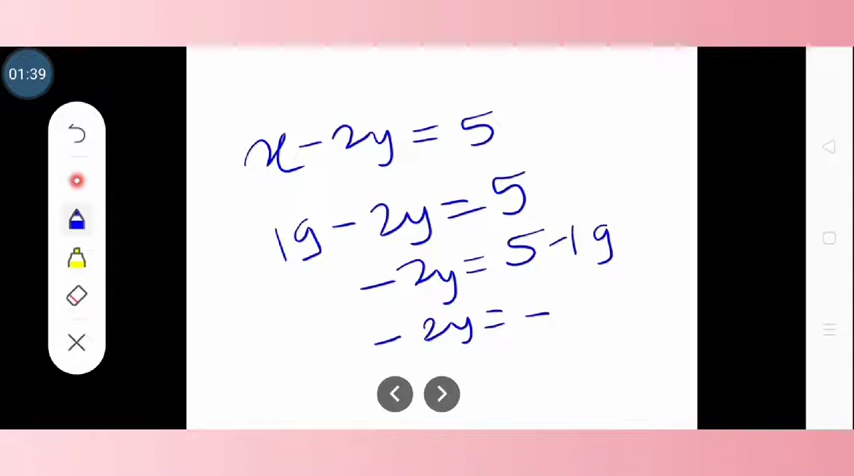 01:39
x - 2y = 5
19 - 2y = 5
- 2y = 5 - 19
- 2y = -